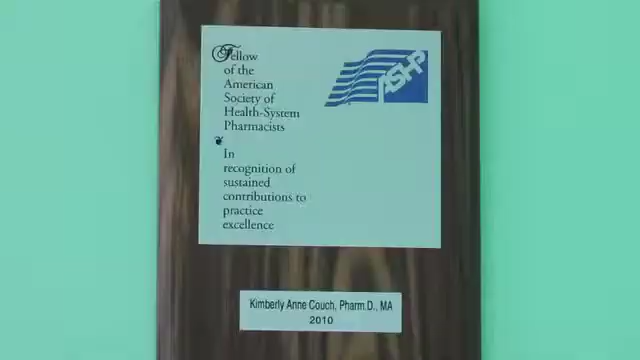 Fellow
of the
American
Society of
Health-System
Pharmacists
In
recognition of
sustained
contributions to
practice
excellence
ASHP
Kimberly Anne Couch, Pharm.D., MA
2010